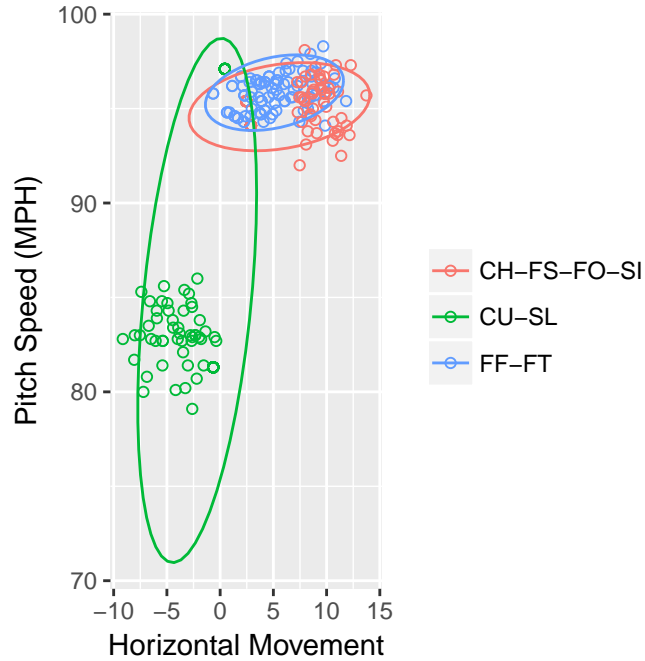 100
90
80
70
−10 −5 0 5 10 15
Horizontal Movement
Pitch Speed (MPH)
CH−FS−FO−SI
CU−SL
FF−FT